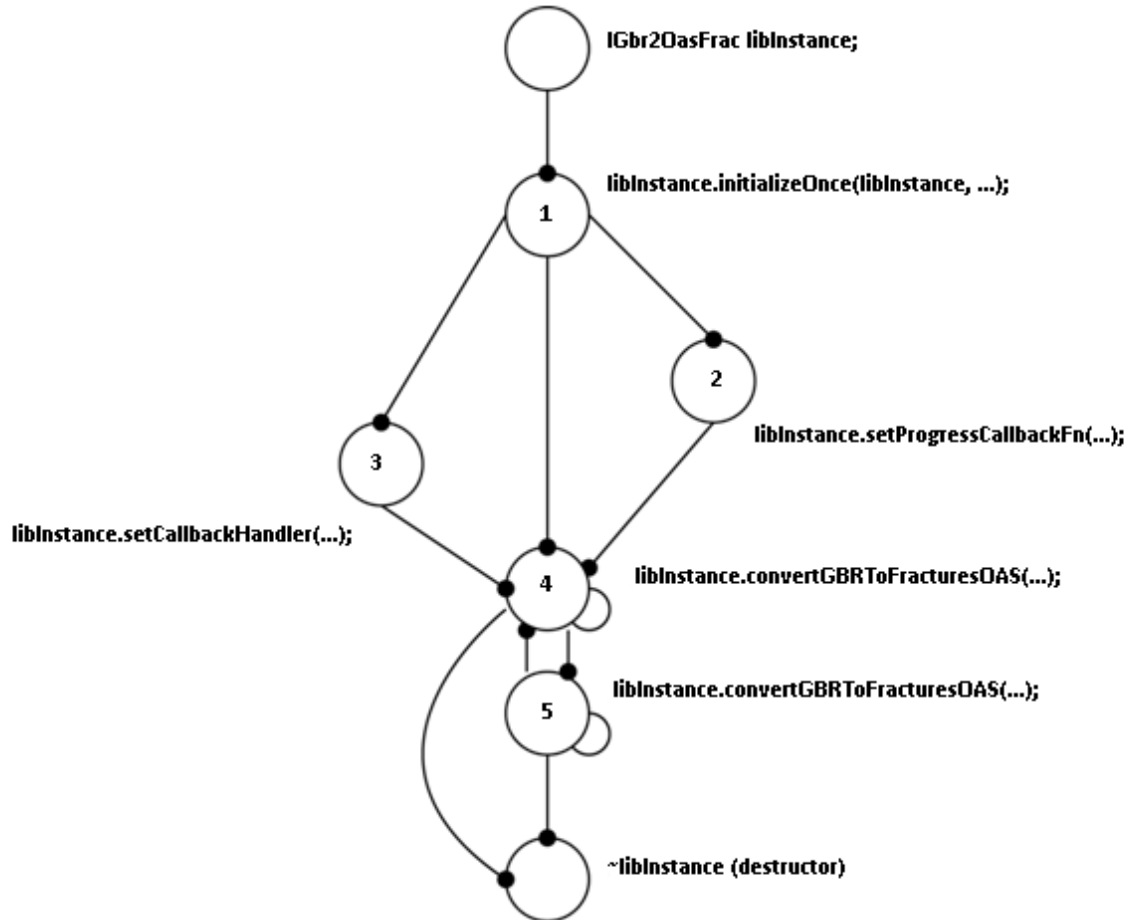 IGbr2OasFrac libInstance;
libInstance.initializeOnce(libInstance, ...);
1
2
libInstance.setProgressCallbackFn(...);
3
libInstance.setCallbackHandler(...);
4
libInstance.convertGBRToFracturesOAS(...);
libInstance.convertGBRToFracturesOAS(...);
5
~libInstance (destructor)